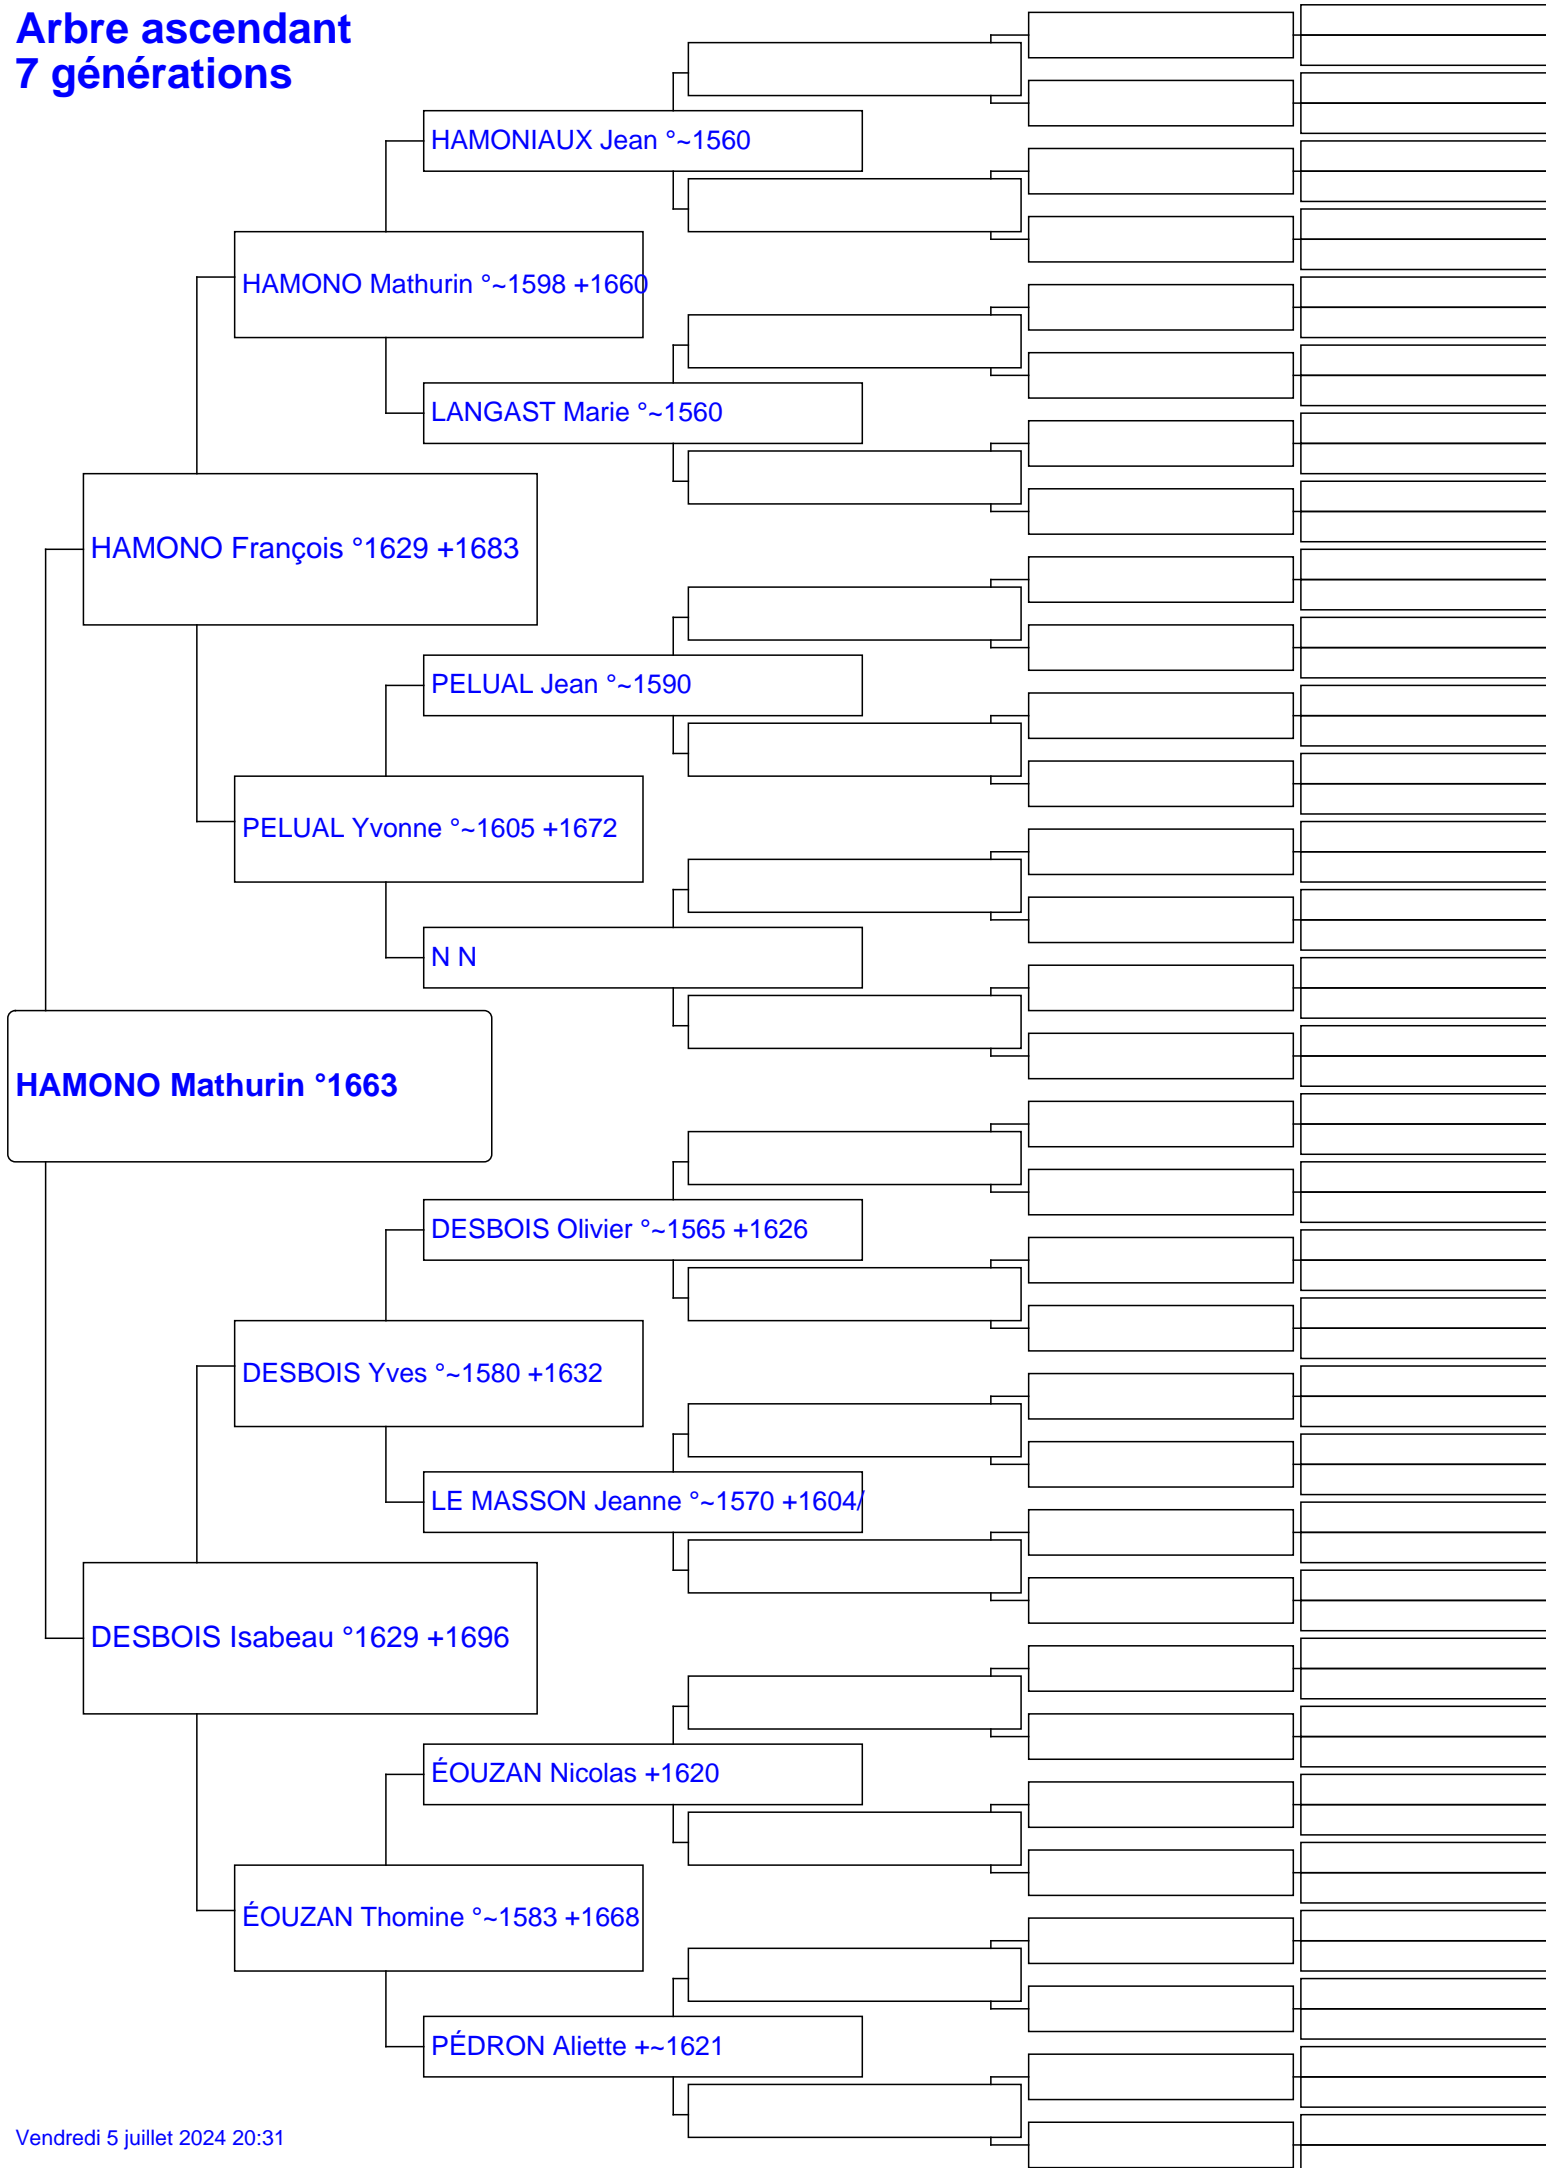 Arbre ascendant
7 générations
HAMONIAUX Jean °~1560
HAMONO Mathurin °~1598 +1660
LANGAST Marie °~1560
HAMONO François °1629 +1683
PELUAL Jean °~1590
PELUAL Yvonne °~1605 +1672
N N
HAMONO Mathurin °1663
DESBOIS Olivier °~1565 +1626
DESBOIS Yves °~1580 +1632
LE MASSON Jeanne °~1570 +1604/
DESBOIS Isabeau °1629 +1696
ÉOUZAN Nicolas +1620
ÉOUZAN Thomine °~1583 +1668
PÉDRON Aliette +~1621
Vendredi 5 juillet 2024 20:31